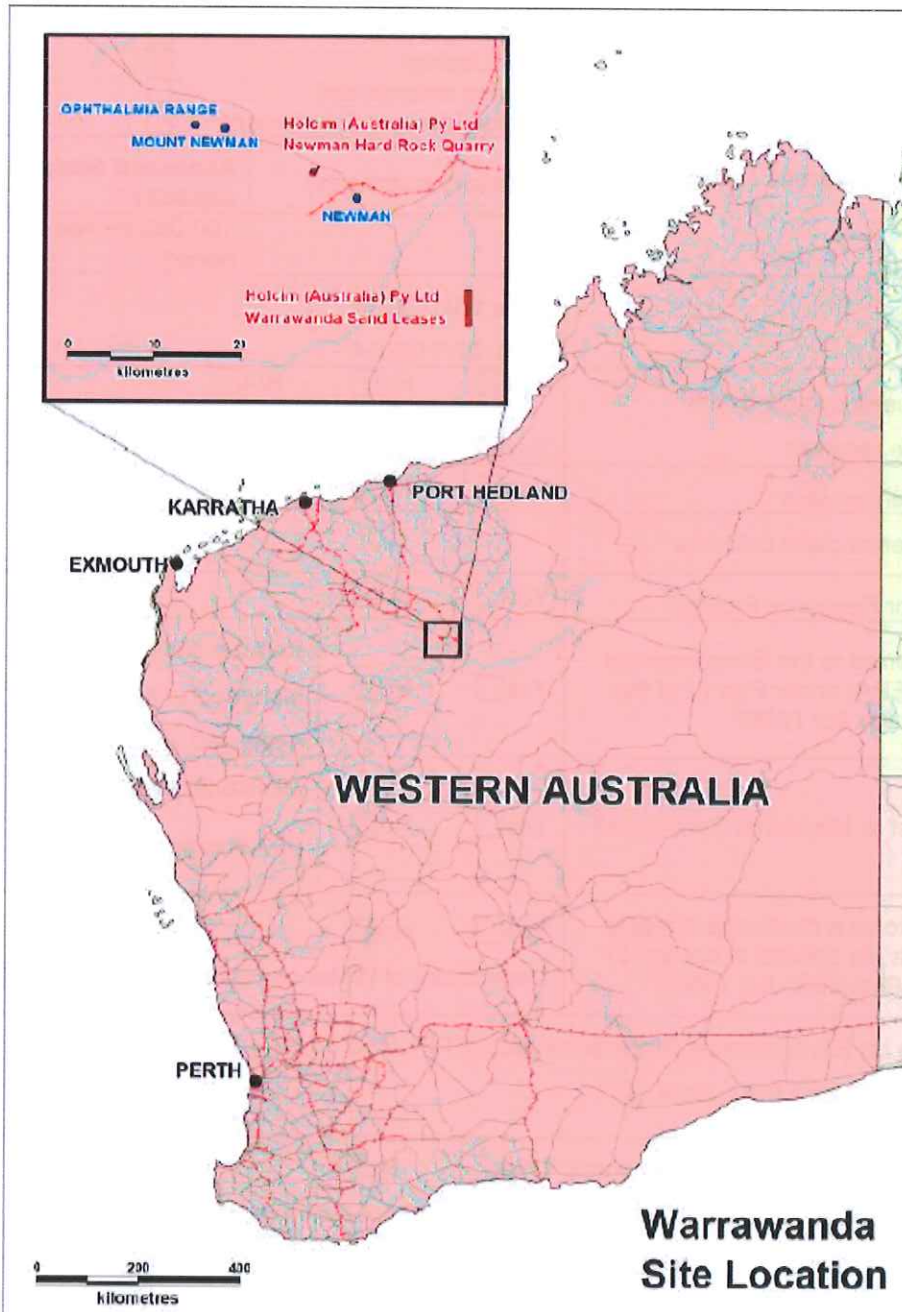 OPHTHALMIA RANGE
MOUNT NEWMAN
Holcim (Australia) Py Ltd
Newman Hard Rock Quarry
NEWMAN
Holcim (Australia) Py Ltd
Warrawanda Sand Leases
0 10 20
kilometres
KARRATHA
PORT HEDLAND
EXMOUTH
WESTERN AUSTRALIA
PERTH
Warrawanda
Site Location
0 200 400
kilometres